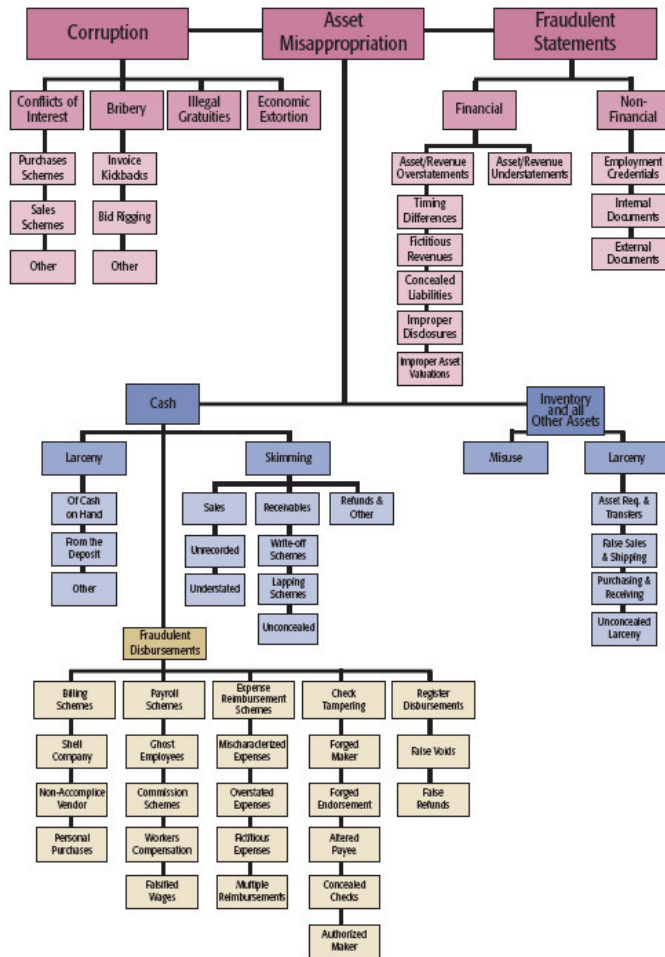 Corruption
Asset
Misappropriation
Fraudulent
Statements
Conflicts of
Interest
Bribery
Illegal
Gratuities
Economic
Extortion
Financial
Non-
Financial
Purchases
Schemes
Sales
Schemes
Other
Invoice
Kickbacks
Bid Rigging
Other
Asset/Revenue
Overstatements
Asset/Revenue
Understatements
Timing
Differences
Fictitious
Revenues
Concealed
Liabilities
Improper
Disclosures
Improper Asset
Valuations
Employment
Credentials
Internal
Documents
External
Documents
Cash
Inventory
and all
Other Assets
Larceny
Skimming
Misuse
Larceny
Of Cash
on Hand
From the
Deposit
Other
Sales
Unrecorded
Understated
Receivables
Write-off
Schemes
Lapping
Schemes
Unconcealed
Refunds &
Other
Asset Req. &
Transfers
False Sales
& Shipping
Purchasing &
Receiving
Unconcealed
Larceny
Fraudulent
Disbursements
Billing
Schemes
Shell
Company
Non-Accomplice
Vendor
Personal
Purchases
Payroll
Schemes
Ghost
Employees
Commission
Schemes
Workers
Compensation
Falsified
Wages
Expense
Reimbursement
Schemes
Mischaracterized
Expenses
Overstated
Expenses
Fictitious
Expenses
Multiple
Reimbursements
Check
Tampering
Forged
Maker
Forged
Endorsement
Altered
Payee
Concealed
Checks
Authorized
Maker
Register
Disbursements
False Voids
False
Refunds